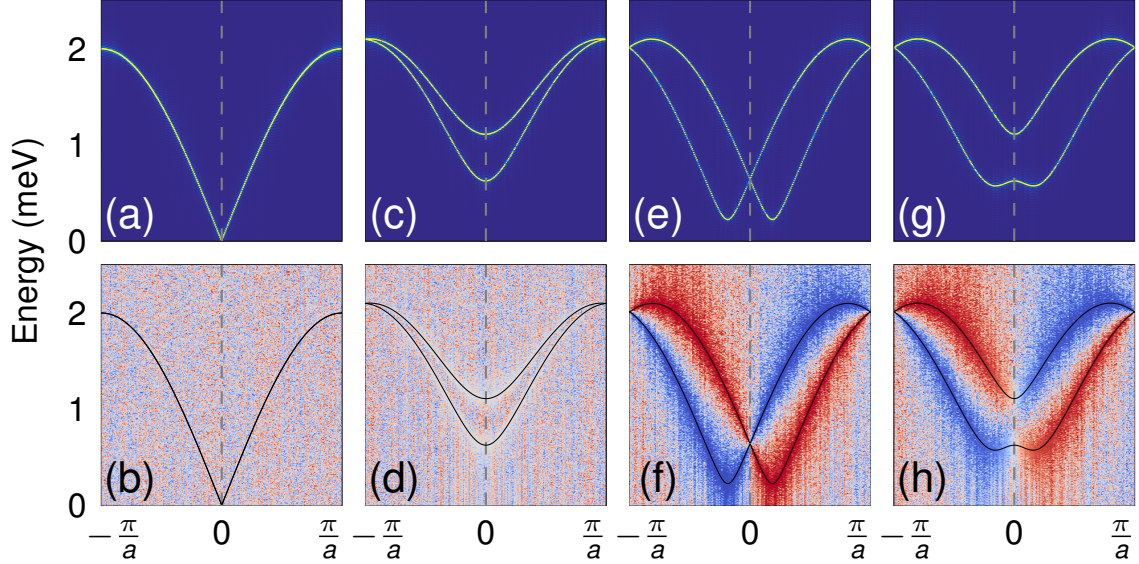 Energy (meV)
2
1
0
(a)
(c)
(e)
(g)
2
1
0
(b)
(d)
(f)
(h)
−π/a 0 π/a
0
0
−π/a 0 π/a